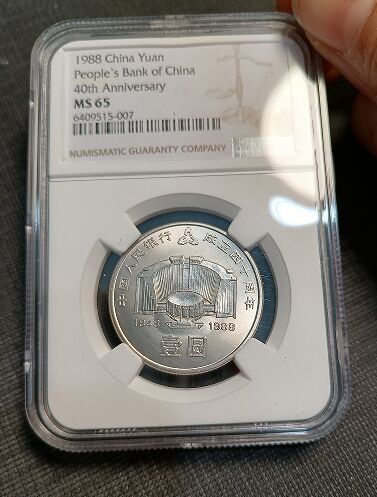 1988 China Yuan
People's Bank of China
40th Anniversary
MS 65
6409515-007
NUMISMATIC GUARANTY COMPANY
中国人民银行 成立四十周年
1948 1988
壹圆